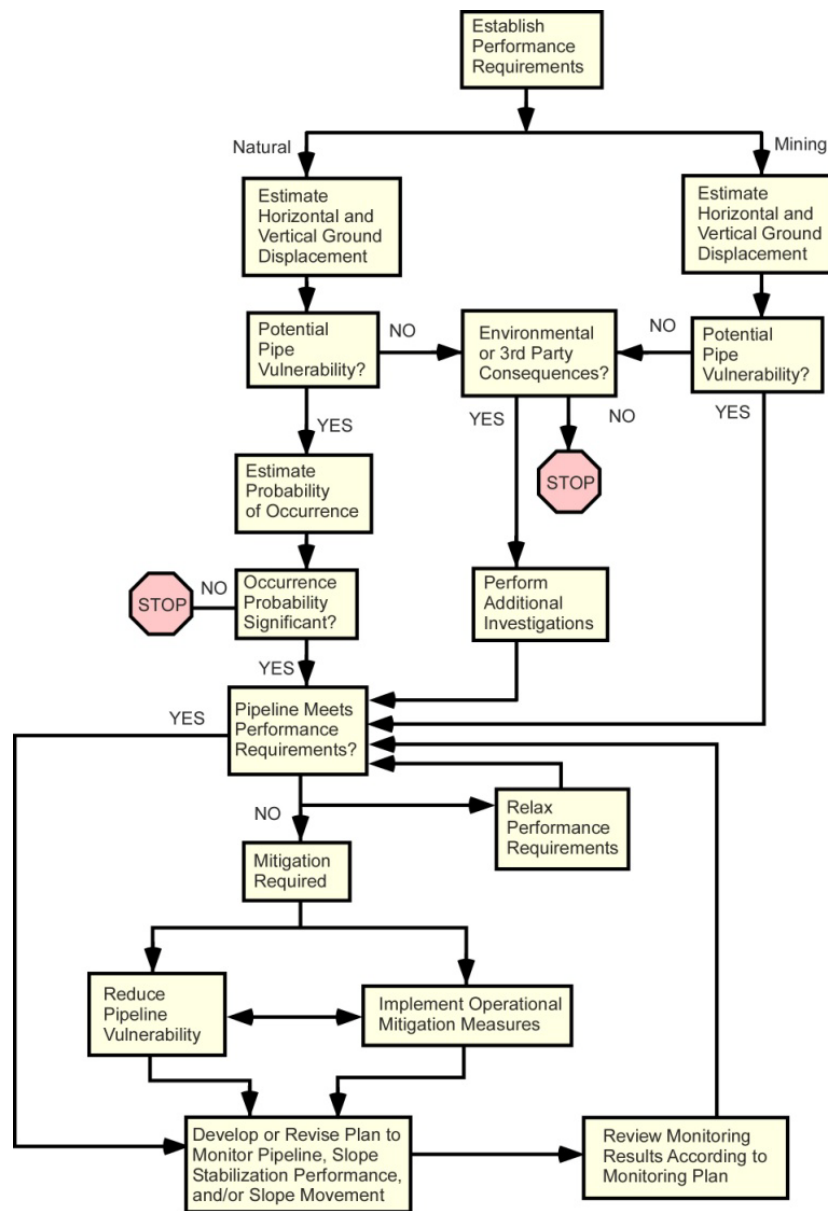 Establish
Performance
Requirements
Natural
Mining
Estimate
Horizontal and
Vertical Ground
Displacement
Estimate
Horizontal and
Vertical Ground
Displacement
Potential
Pipe
Vulnerability?
NO
Environmental
or 3rd Party
Consequences?
NO
Potential
Pipe
Vulnerability?
YES
YES
NO
YES
Estimate
Probability
of Occurrence
STOP
STOP
NO
Occurrence
Probability
Significant?
Perform
Additional
Investigations
YES
YES
Pipeline Meets
Performance
Requirements?
NO
Relax
Performance
Requirements
Mitigation
Required
Reduce
Pipeline
Vulnerability
Implement Operational
Mitigation Measures
Develop or Revise Plan to
Monitor Pipeline, Slope
Stabilization Performance,
and/or Slope Movement
Review Monitoring
Results According to
Monitoring Plan